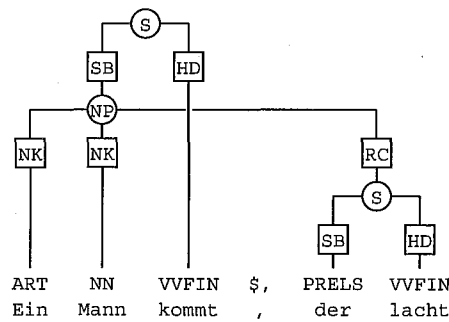 S
SB HD
NP
NK NK RC
S
SB HD
ART NN VVFIN $, PRELS VVFIN
Ein Mann kommt , der lacht